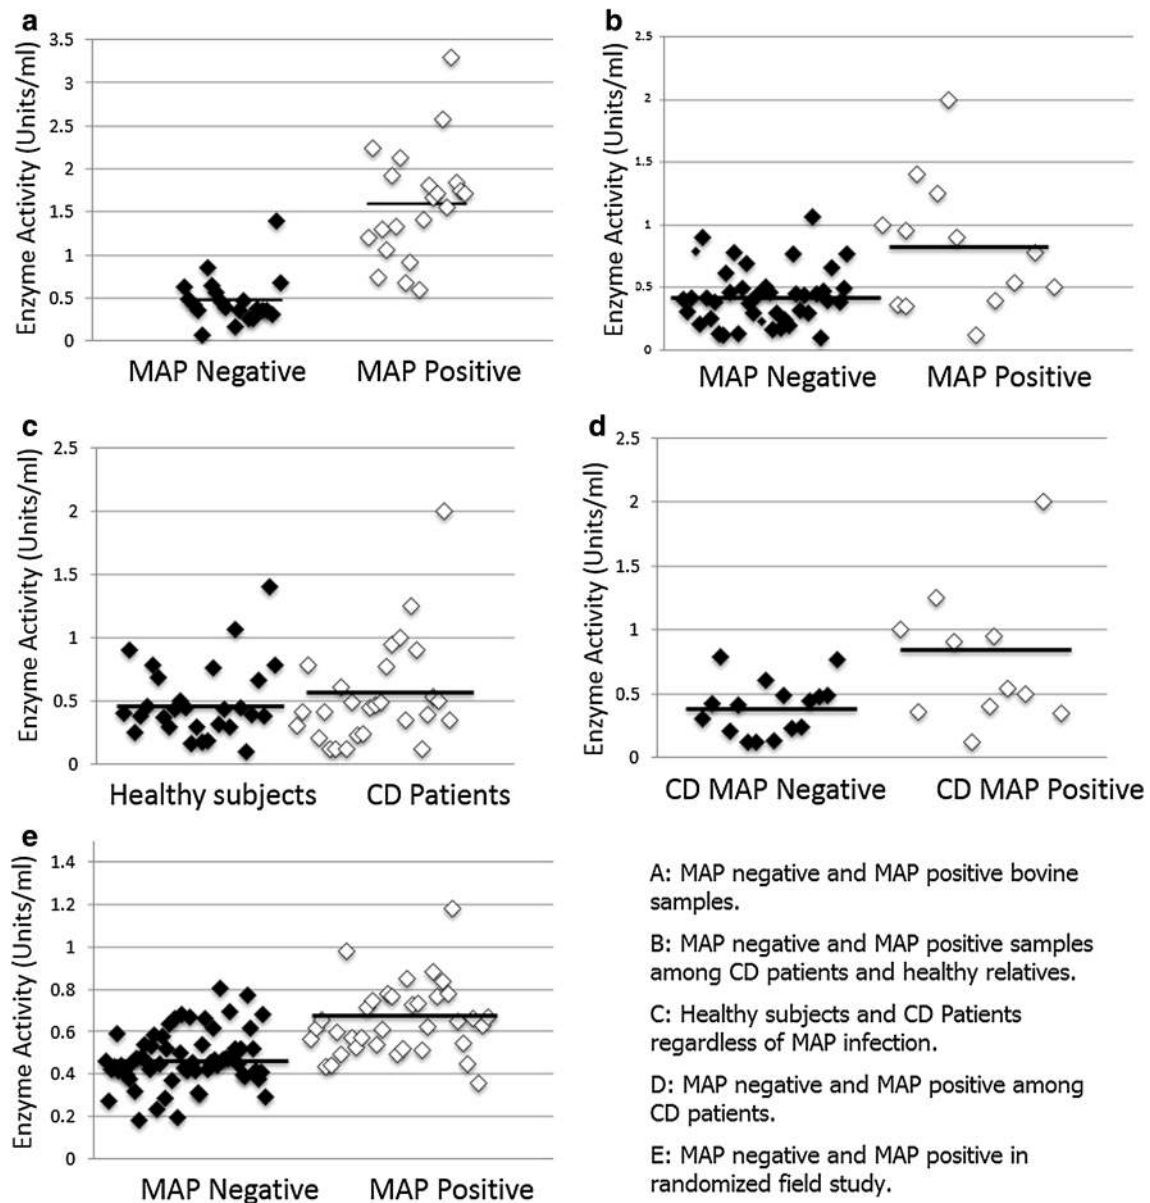 a
Enzyme Activity (Units/ml)
3.5
3
2.5
2
1.5
1
0.5
0
MAP Negative
MAP Positive
b
Enzyme Activity (Units/ml)
2.5
2
1.5
1
0.5
0
MAP Negative
MAP Positive
c
Enzyme Activity (Units/ml)
2.5
2
1.5
1
0.5
0
Healthy subjects
CD Patients
d
Enzyme Activity (Units/ml)
2.5
2
1.5
1
0.5
0
CD MAP Negative
CD MAP Positive
e
Enzyme Activity (Units/ml)
1.4
1.2
1
0.8
0.6
0.4
0.2
0
MAP Negative
MAP Positive
A: MAP negative and MAP positive bovine
samples.
B: MAP negative and MAP positive samples
among CD patients and healthy relatives.
C: Healthy subjects and CD Patients
regardless of MAP infection.
D: MAP negative and MAP positive among
CD patients.
E: MAP negative and MAP positive in
randomized field study.